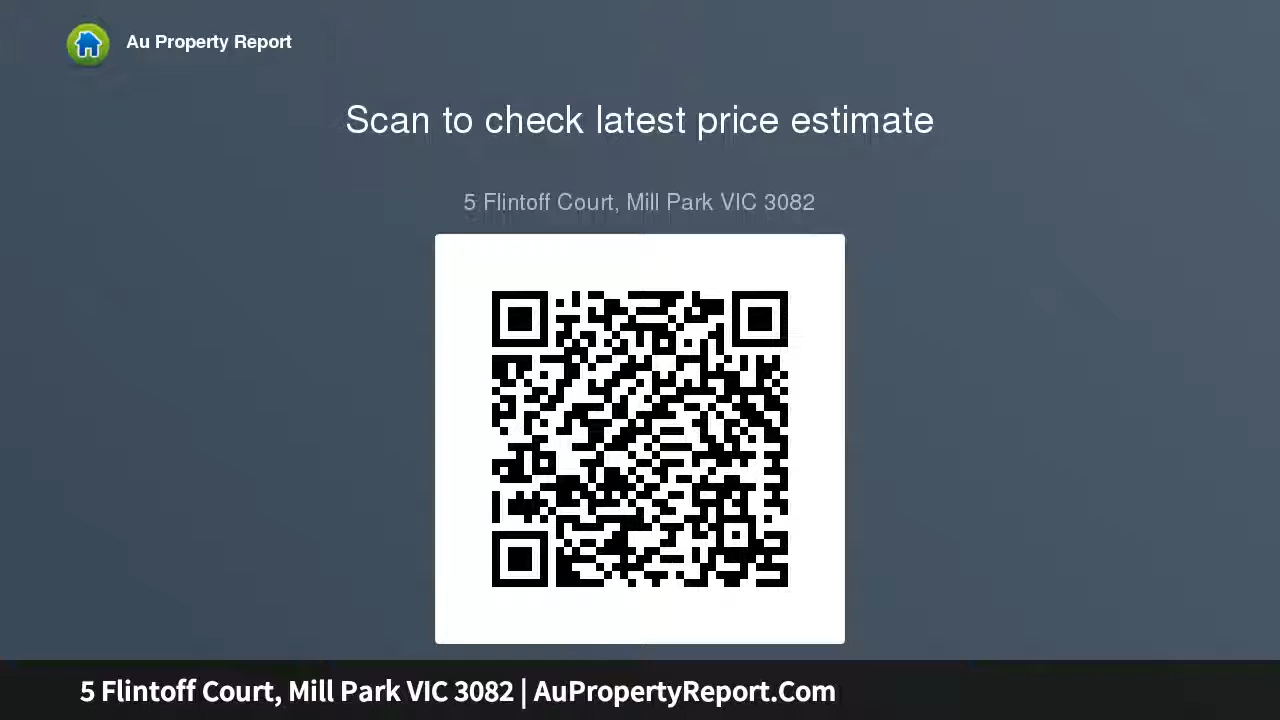 Au Property Report
Scan to check latest price estimate
5 Flintoff Court, Mill Park VIC 3082
5 Flintoff Court, Mill Park VIC 3082 | AuPropertyReport.Com